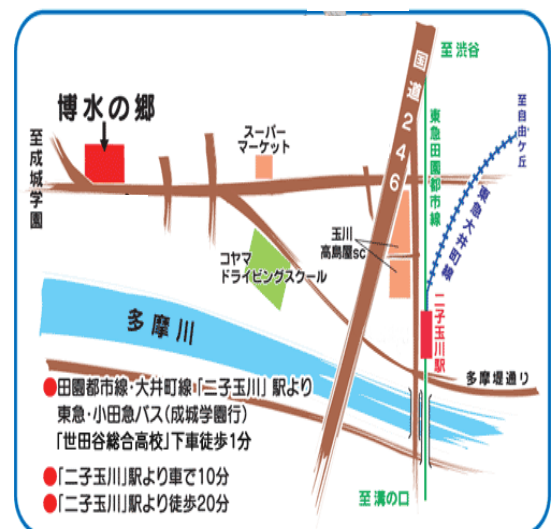 至渋谷
国道246
東急田園都市線
至自由ケ丘
東急大井町線
博水の郷
至成城学園
スーパー
マーケット
玉川
高島屋SC
コヤマ
ドライビングスクール
二子玉川駅
多摩川
多摩堤通り
●田園都市線・大井町線・「二子玉川」駅より
東急・小田急バス(成城学園行)
「世田谷総合高校」下車徒歩1分
●「二子玉川」駅より車で10分
●「二子玉川」駅より徒歩20分
至溝の口